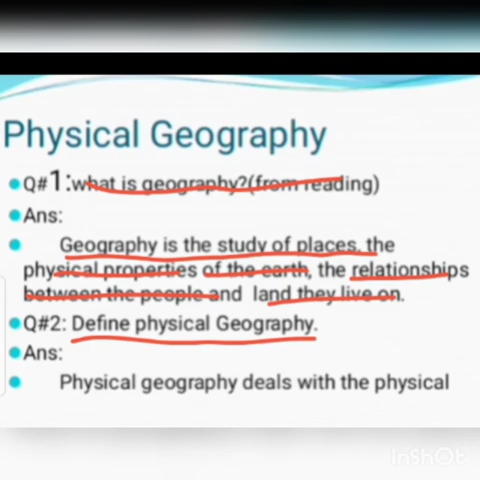 Physical Geography
Q#1:what is geography?(from reading)
Ans:
Geography is the study of places, the
physical properties of the earth, the relationships
between the people and land they live on.
Q#2: Define physical Geography.
Ans:
Physical geography deals with the physical
InShOt